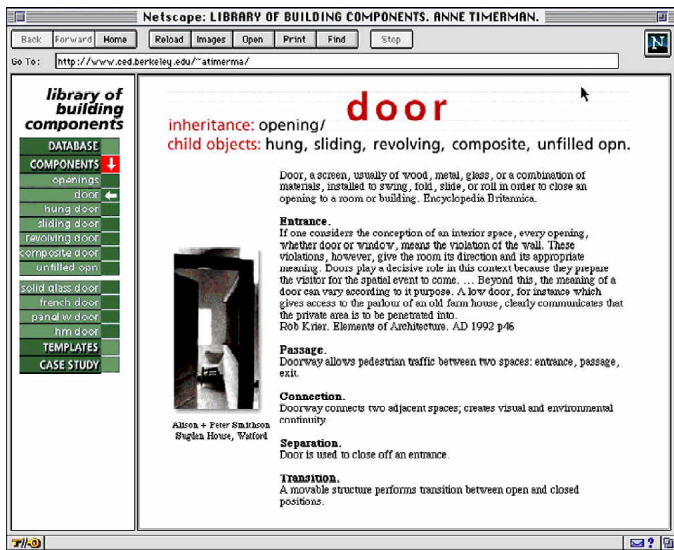 Netscape: LIBRARY OF BUILDING COMPONENTS. ANNE TIMERMAN.
Back Forward Home Reload Images Open Print Find Stop
N
Go To: http://www.ced.berkeley.edu/~atimerma/
library of
building
components
DATABASE
COMPONENTS
openings
door
hung door
sliding door
revolving door
composite door
unfilled opn
solid glass door
french door
panal w door
hm door
TEMPLATES
CASE STUDY
door
inheritance: opening/
child objects: hung, sliding, revolving, composite, unfilled opn.
Door, a screen, usually of wood, metal, glass, or a combination of
materials, installed to swing, fold, slide, or roll in order to close an
opening to a room or building. Encyclopedia Britannica.
Entrance.
If one considers the conception of an interior space, every opening,
whether door or window, means the violation of the wall. These
violations, however, give the room its direction and its appropriate
meaning. Doors play a decisive role in this context because they prepare
the visitor for the spatial event to come. ... Beyond this, the meaning of a
door can vary according to it purpose. A low door, for instance which
gives access to the parlour of an old farm house, clearly communicates that
the private area is to be penetrated into.
Rob Krier. Elements of Architecture. AD 1992 p46
Passage.
Doorway allows pedestrian traffic between two spaces: entrance, passage,
exit.
Connection.
Doorway connects two adjacent spaces; creates visual and environmental
continuity.
Separation.
Door is used to close off an entrance.
Transition.
A movable structure performs transition between open and closed
positions.
Alison + Peter Smithson
Sugden House, Watford